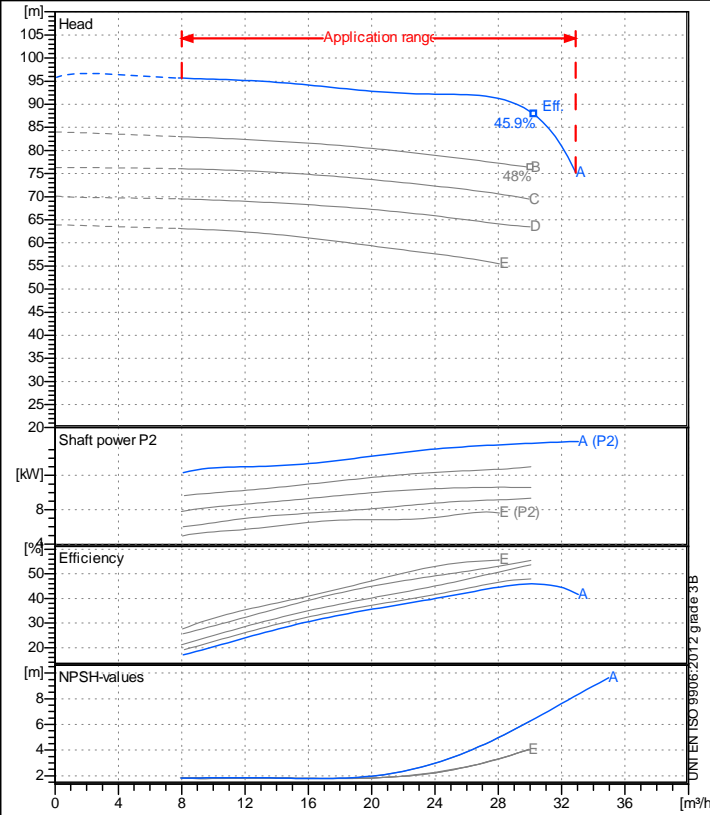 [m]
Head
105
100
95
90
85
80
75
70
65
60
55
50
45
40
35
30
25
20
Application range
Eff.
45.9%
A
B
48%
C
D
E
Shaft power P2
[kW]
8
4
A (P2)
E (P2)
[%]
Efficiency
50
40
30
20
E
A
[m]
NPSH-values
8
6
4
2
A
E
0 4 8 12 16 20 24 28 32 36 [m³/h]
UNI EN ISO 9906:2012 grade 3B